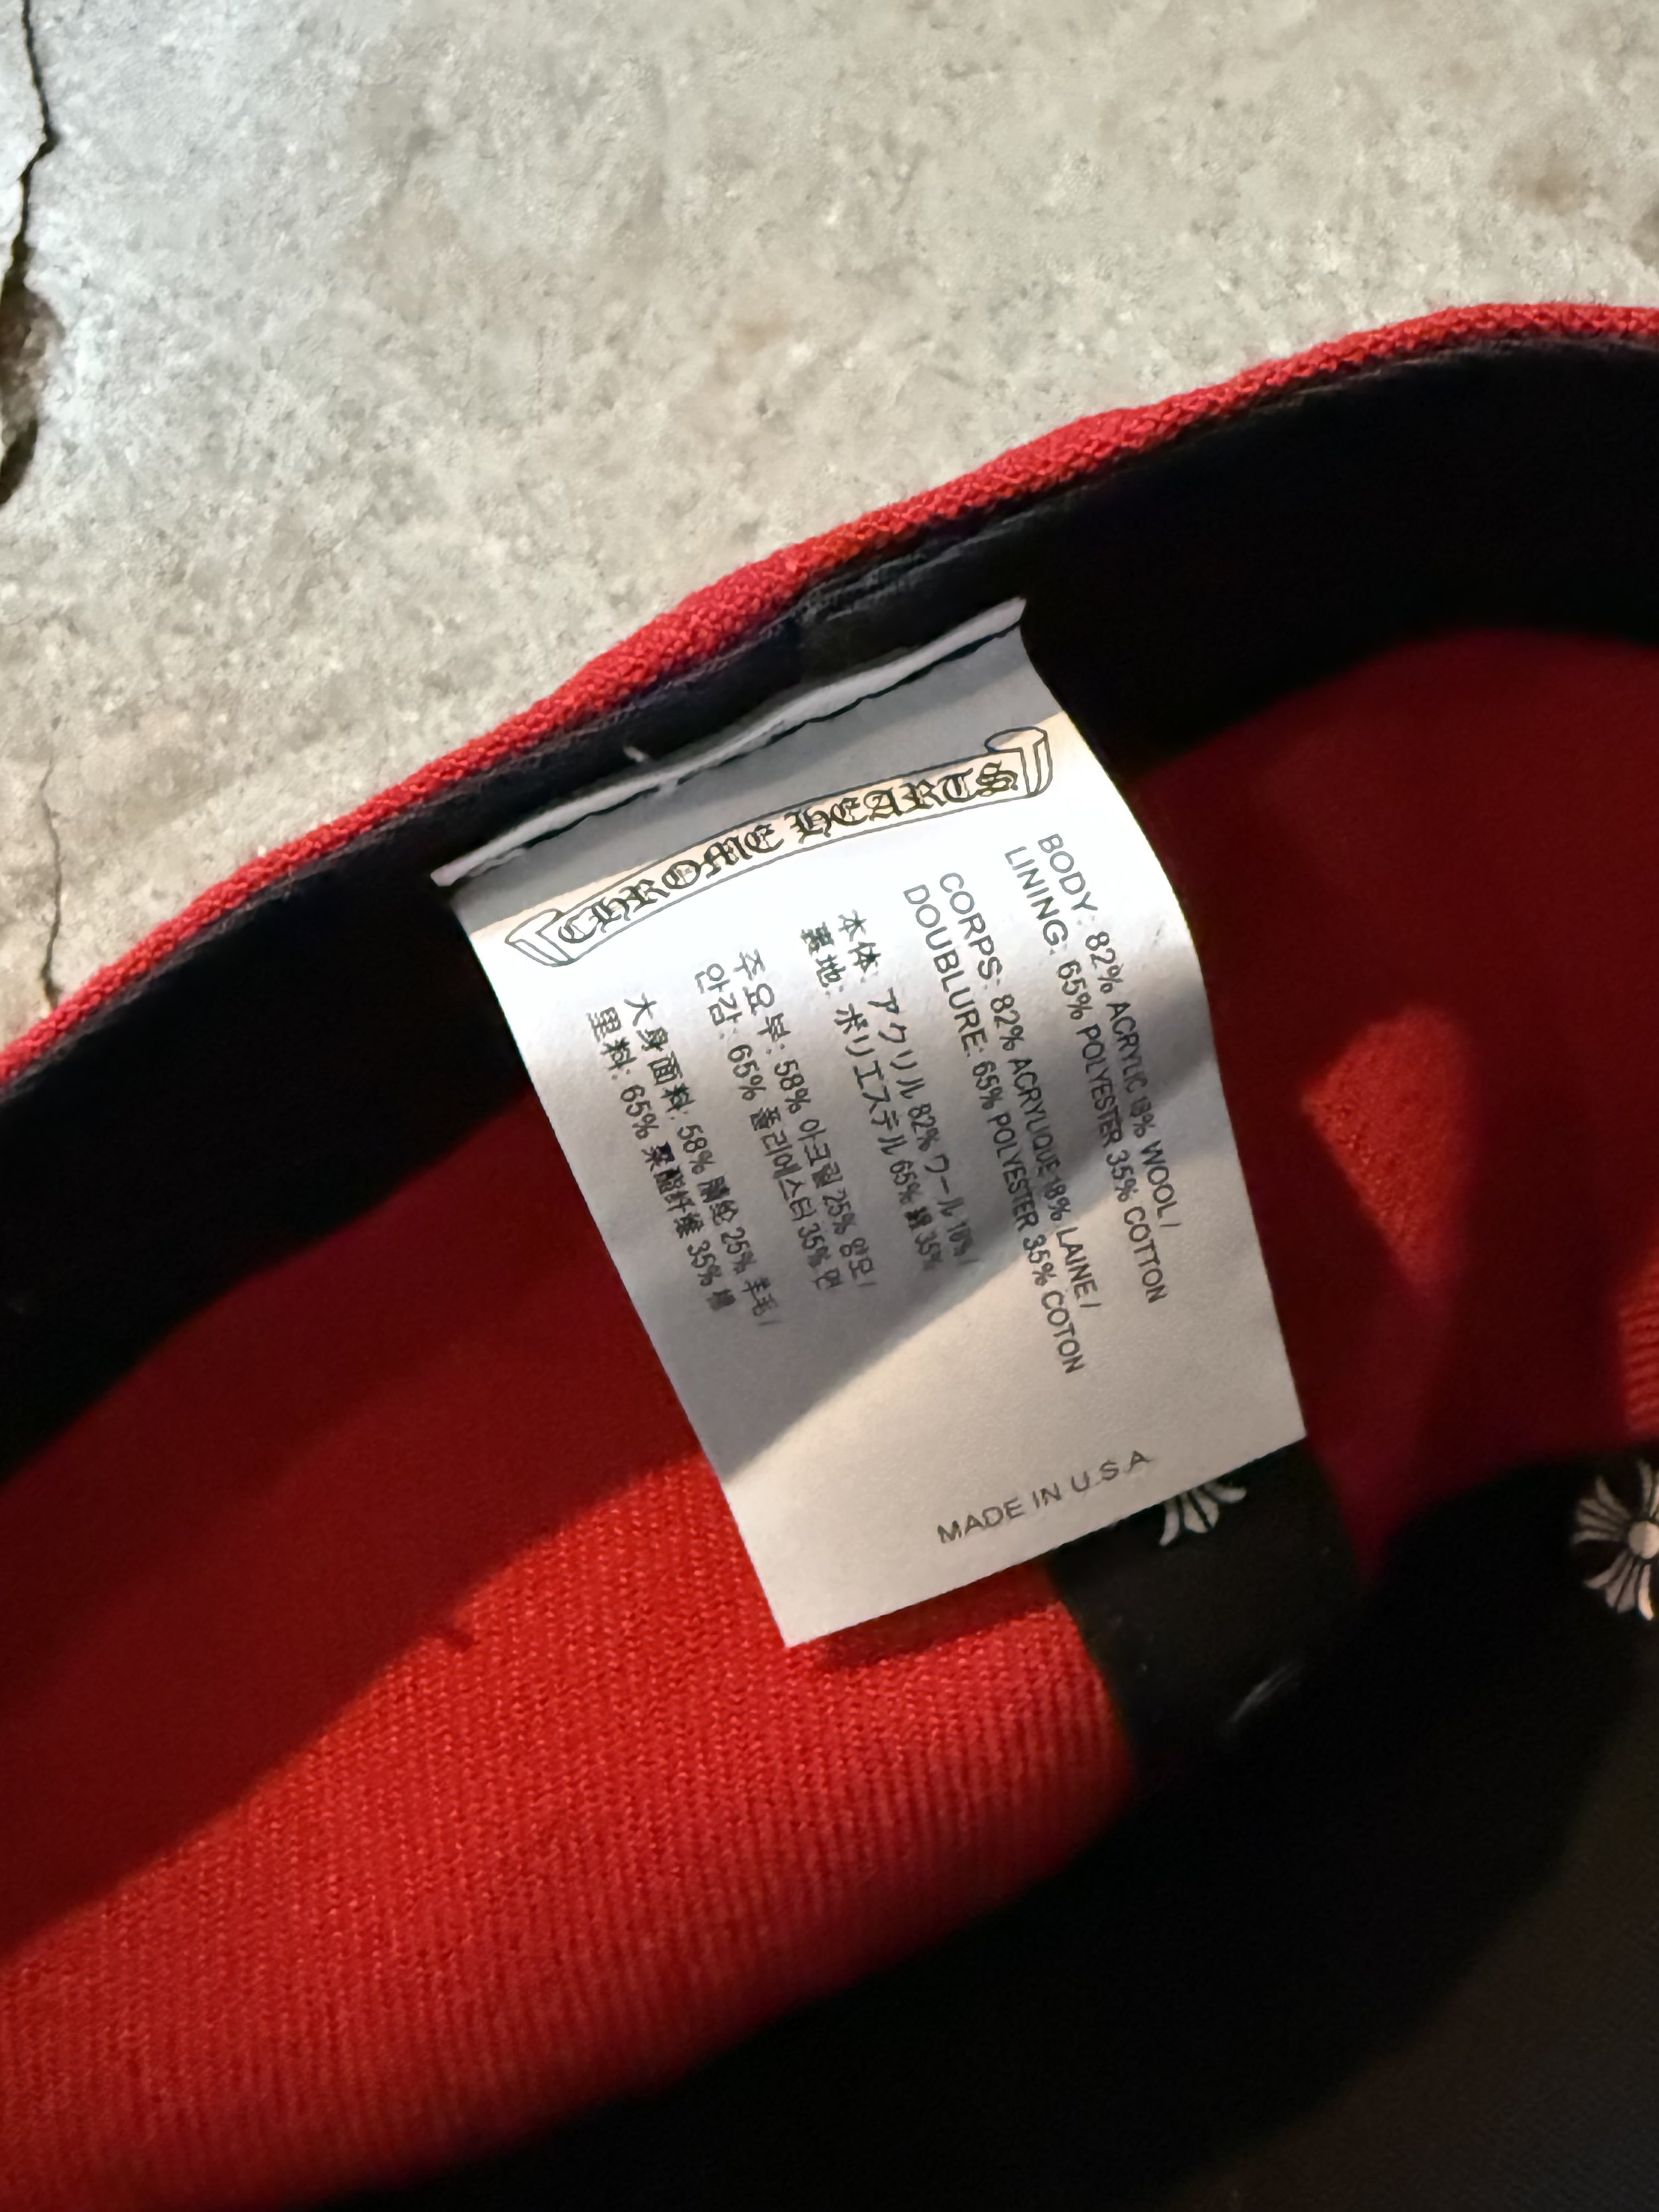 CHROME HEARTS
BODY: 82% ACRYLIC 18% WOOL /
LINING: 65% POLYESTER 35% COTTON
CORPS: 82% ACRYLIQUE 18% LAINE /
DOUBLURE: 65% POLYESTER 35% COTON
本体: アクリル 82% ウール 18% /
裏地: ポリエステル 65% 綿 35%
주요부: 58% 아크릴 25% 양모 /
안감: 65% 폴리에스터 35% 면
大身面料: 58% 腈纶 25% 羊毛 /
里料: 65% 聚酯纤维 35% 棉
MADE IN U.S.A